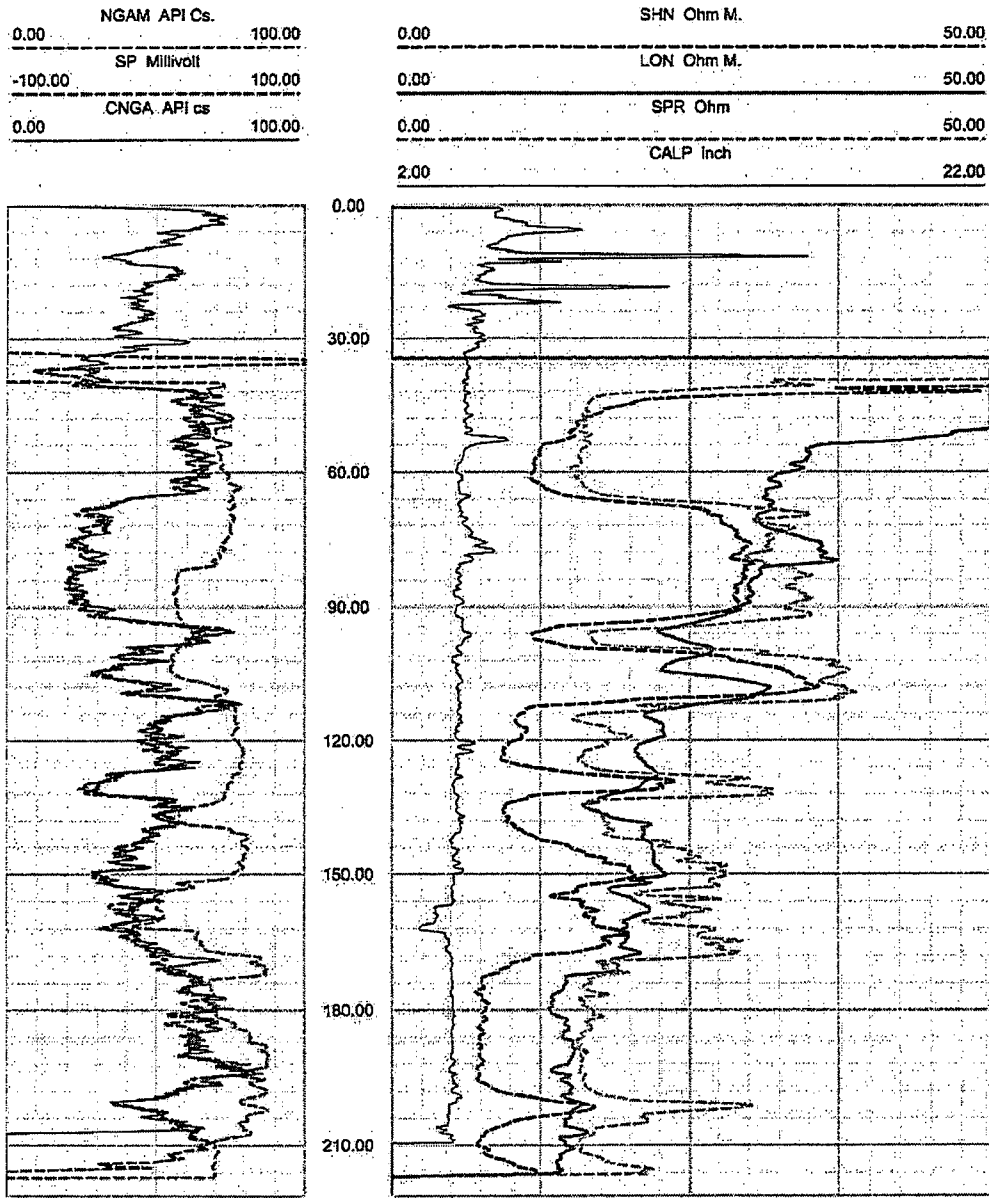 NGAM API Cs.
0.00 100.00
SP Millivolt
-100.00 100.00
CNGA API cs
0.00 100.00
SHN Ohm M.
0.00 50.00
LON Ohm M.
0.00 50.00
SPR Ohm
0.00 50.00
CALP Inch
2.00 22.00
0.00
30.00
60.00
90.00
120.00
150.00
180.00
210.00